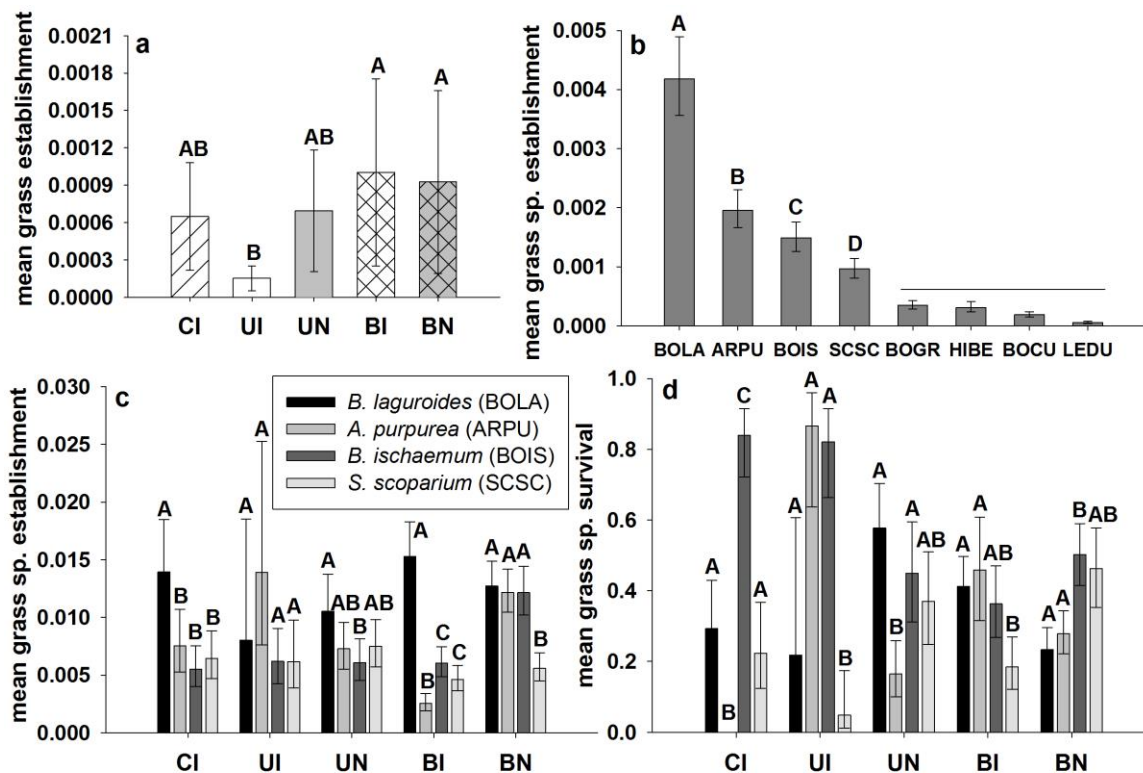 a
mean grass establishment
0.0021
0.0018
0.0015
0.0012
0.0009
0.0006
0.0003
0.0000
AB
B
AB
A
A
CI UI UN BI BN
b
mean grass sp. establishment
0.005
0.004
0.003
0.002
0.001
0.000
A
B
C
D
BOLA ARPU BOIS SCSC BOGR HIBE BOCU LEDU
c
mean grass sp. establishment
0.030
0.025
0.020
0.015
0.010
0.005
0.000
B. laguroides (BOLA)
A. purpurea (ARPU)
B. ischaemum (BOIS)
S. scoparium (SCSC)
A B B B
A A A A
A AB B AB
A B C C
A A A B
CI UI UN BI BN
d
mean grass sp. survival
1.0
0.8
0.6
0.4
0.2
0.0
A B C A
A A A B
A B A AB
A A AB B
A A B AB
CI UI UN BI BN